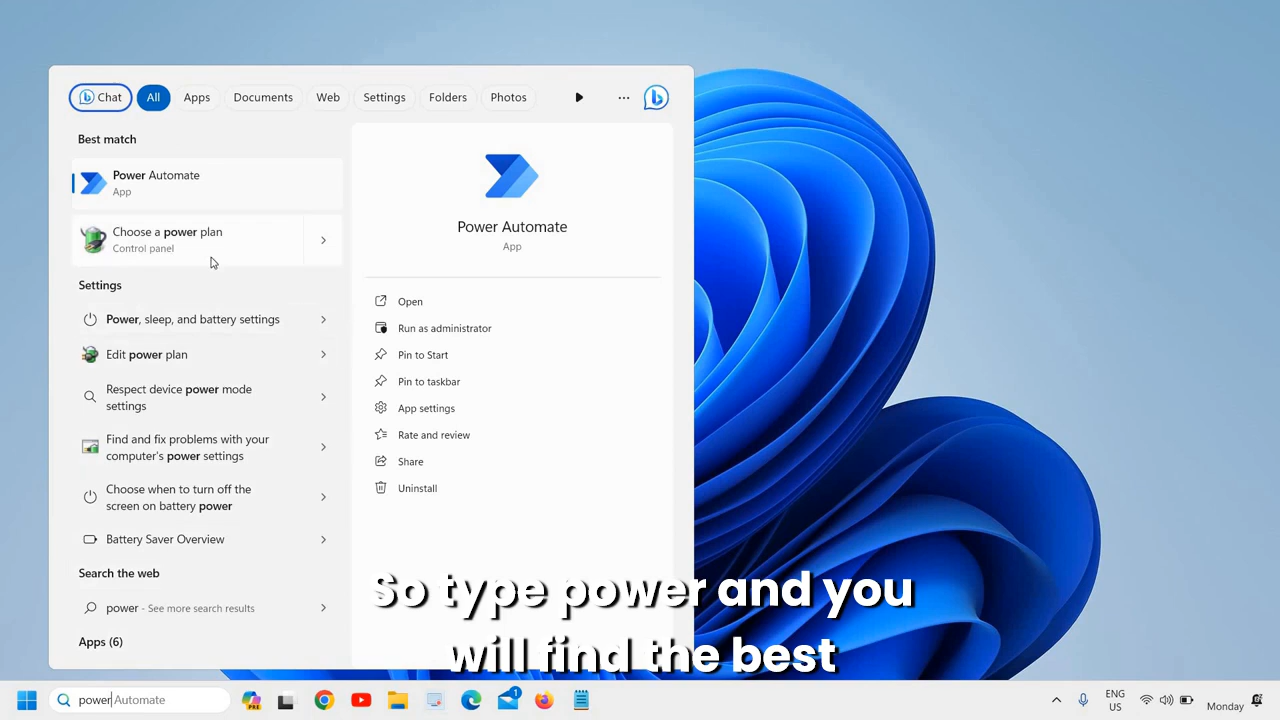 Chat
All
Apps
Documents
Web
Settings
Folders
Photos
Best match
Power Automate
App
Choose a power plan
Control panel
Settings
Power, sleep, and battery settings
Edit power plan
Respect device power mode
settings
Find and fix problems with your
computer's power settings
Choose when to turn off the
screen on battery power
Battery Saver Overview
Search the web
power - See more search results
Apps (6)
Power Automate
App
Open
Run as administrator
Pin to Start
Pin to taskbar
App settings
Rate and review
Share
Uninstall
So type power and you
will find the best
power Automate
PRE
1
ENG
US
Monday